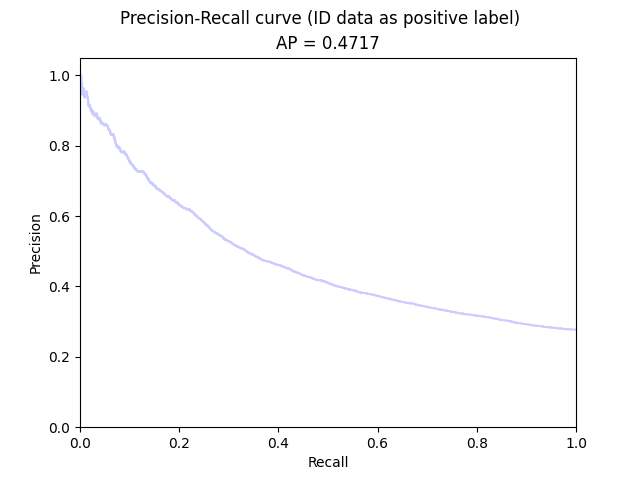 Precision-Recall curve (ID data as positive label)
AP = 0.4717
1.0
0.8
0.6
0.4
0.2
0.0
Precision
0.0 0.2 0.4 0.6 0.8 1.0
Recall